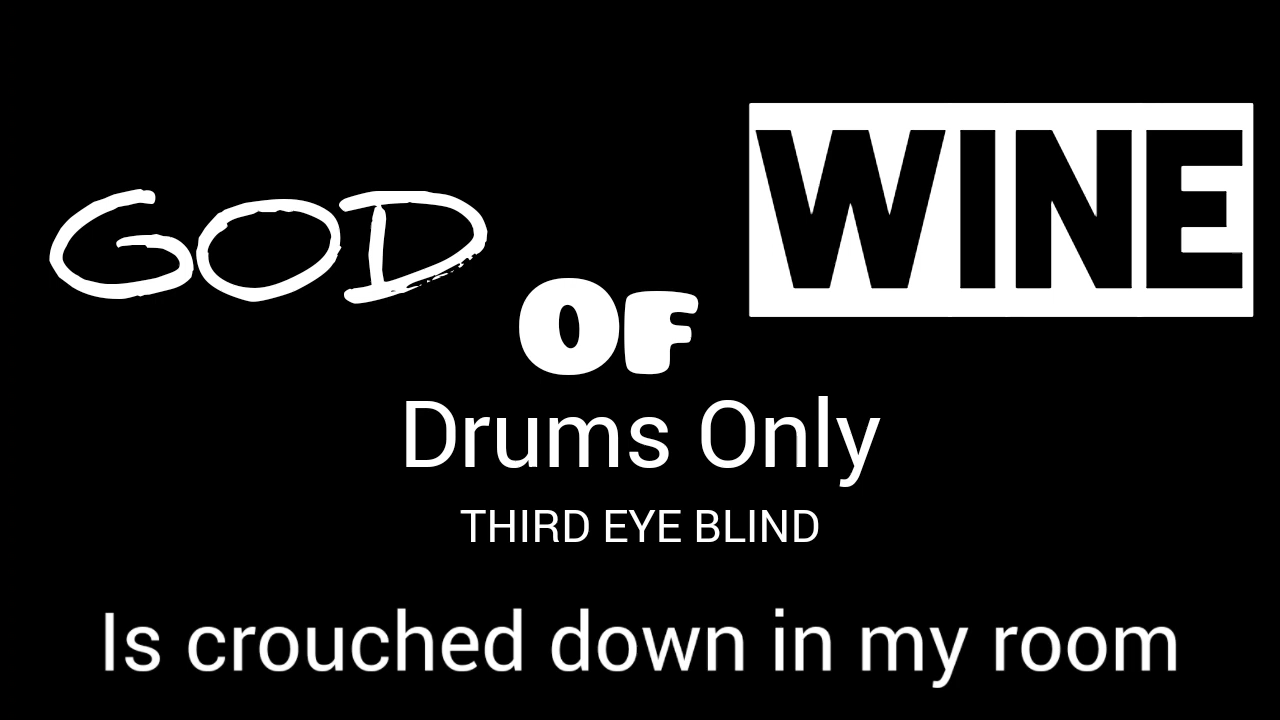 GOD OF WINE
Drums Only
THIRD EYE BLIND
Is crouched down in my room